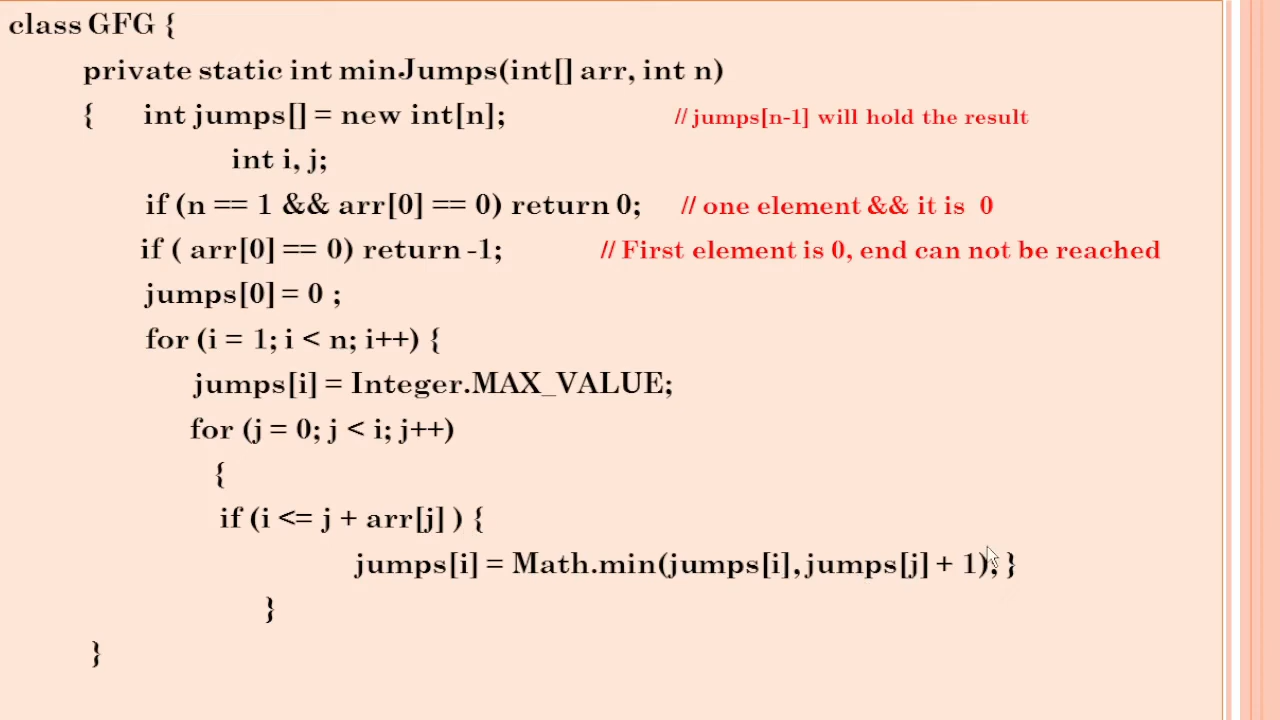 class GFG {
private static int minJumps(int[] arr, int n)
{ int jumps[] = new int[n]; // jumps[n-1] will hold the result
int i, j;
if (n == 1 && arr[0] == 0) return 0; // one element && it is 0
if ( arr[0] == 0) return -1; // First element is 0, end can not be reached
jumps[0] = 0 ;
for (i = 1; i < n; i++) {
jumps[i] = Integer.MAX_VALUE;
for (j = 0; j < i; j++)
{
if (i <= j + arr[j] ) {
jumps[i] = Math.min(jumps[i], jumps[j] + 1); }
}
}